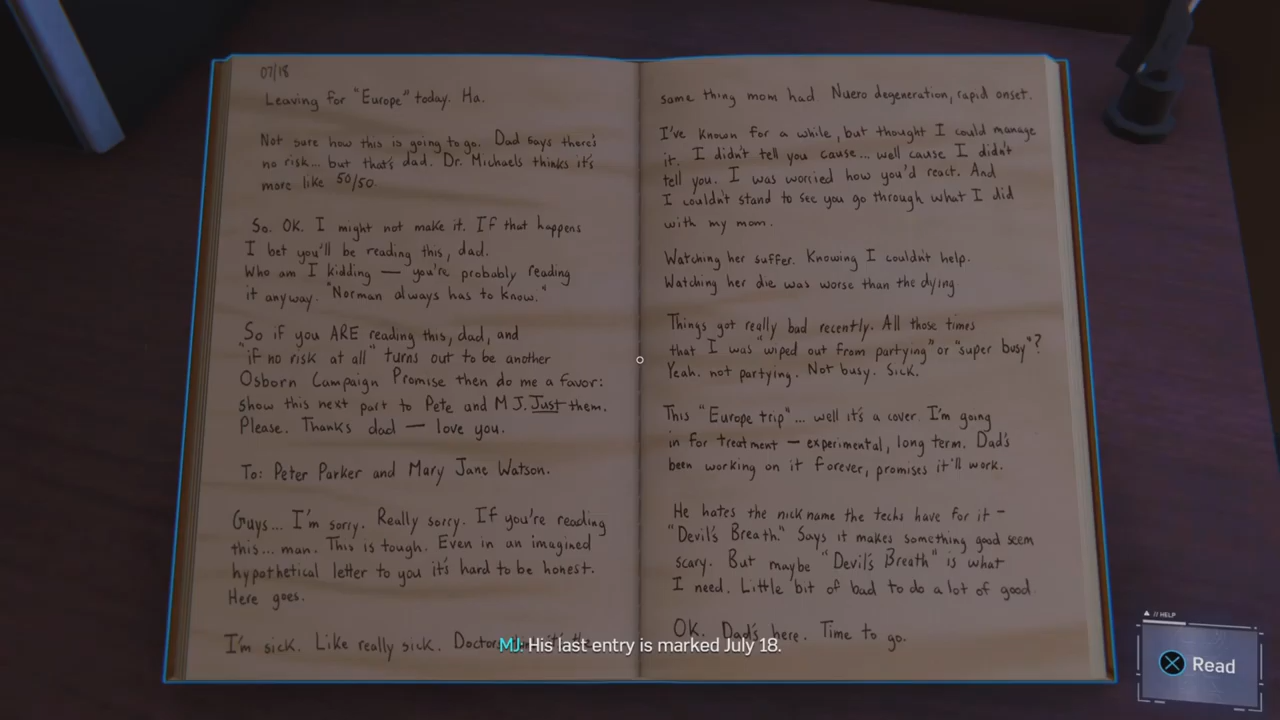 07/18
Leaving for "Europe" today. Ha.
Not sure how this is going to go. Dad says there's
no risk... but that's dad. Dr. Michaels thinks it's
more like 50/50.
So. OK. I might not make it. If that happens
I bet you'll be reading this, dad.
Who am I kidding — you're probably reading
it anyway. "Norman always has to know."
So if you ARE reading this, dad, and
"if no risk at all" turns out to be another
Osborn Campaign Promise then do me a favor:
show this next part to Pete and MJ. Just them.
Please. Thanks dad — love you.
To: Peter Parker and Mary Jane Watson.
Guys... I'm sorry. Really sorry. If you're reading
this... man. This is tough. Even in an imagined
hypothetical letter to you it's hard to be honest.
Here goes.
I'm sick. Like really sick. Doctor
same thing mom had Nuero degeneration, rapid onset.
I've known for a while, but thought I could manage
it. I didn't tell you cause... well cause I didn't
tell you. I was worried how you'd react. And
I couldn't stand to see you go through what I did
with my mom.
Watching her suffer. Knowing I couldn't help.
Watching her die was worse than the dying
Things got really bad recently. All those times
that I was "wiped out from partying" or "super busy"?
Yeah. not partying. Not busy. Sick.
This "Europe trip"... well it's a cover. I'm going
in for treatment — experimental, long term. Dad's
been working on it forever, promises it'll work.
He hates the nickname the techs have for it -
"Devil's Breath." Says it makes something good seem
scary. But maybe "Devil's Breath" is what
I need. Little bit of bad to do a lot of good.
OK. Dad's here. Time to go.
MJ: His last entry is marked July 18.
// HELP
Read